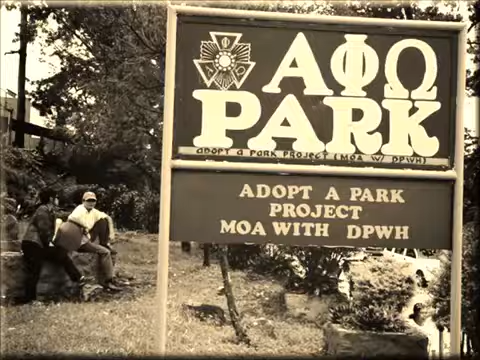 ΑΦΩ
PARK
ADOPT A PARK PROJECT (MOA W/ DPWH)
ADOPT A PARK
PROJECT
MOA WITH DPWH